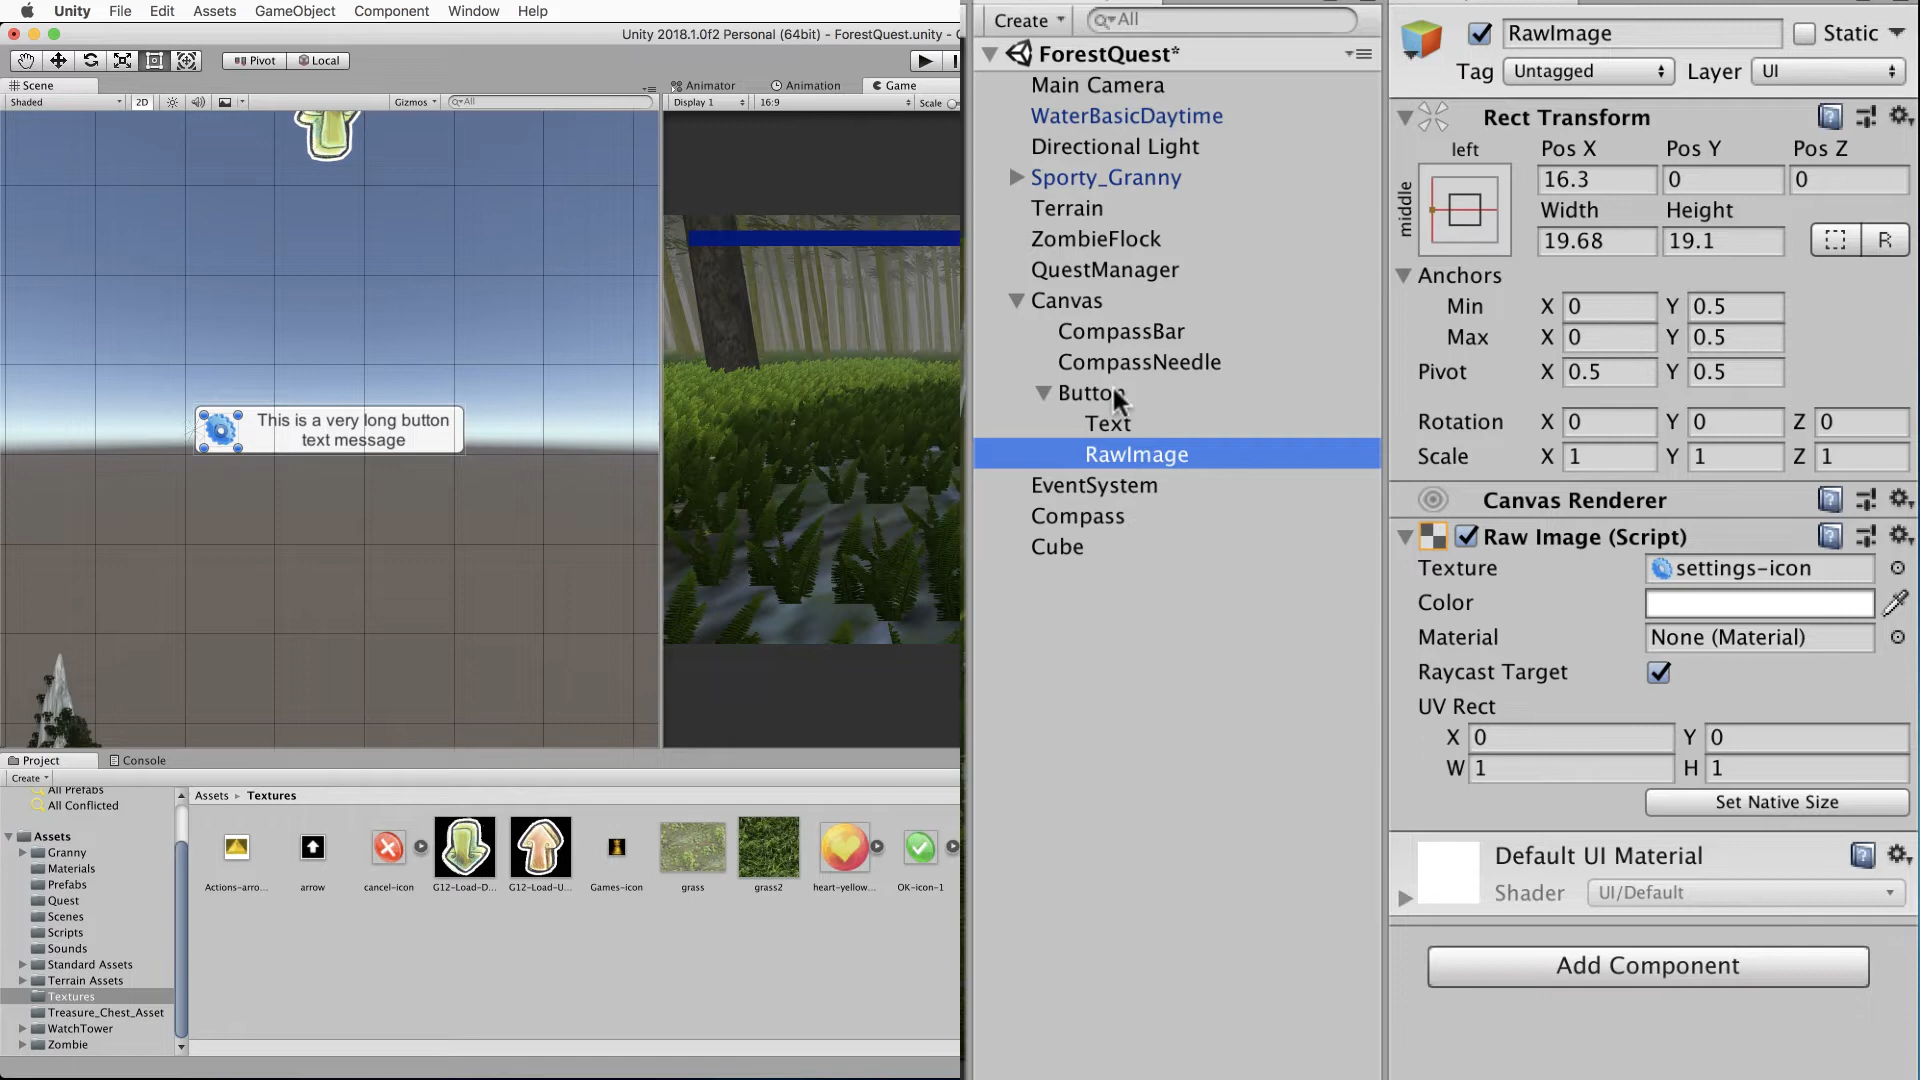 Unity File Edit Assets GameObject Component Window Help
Unity 2018.1.0f2 Personal (64bit) - ForestQuest.unity -
Pivot Local
Scene
Shaded 2D Gizmos All
Animator Animation Game
Display 1 16:9 Scale
This is a very long button
text message
Project Console
Create
All Prefabs
All Conflicted
Assets
Granny
Materials
Prefabs
Quest
Scenes
Scripts
Sounds
Standard Assets
Terrain Assets
Textures
Treasure_Chest_Asset
WatchTower
Zombie
Assets Textures
Actions-arro... arrow cancel-icon G12-Load-D... G12-Load-U... Games-icon grass grass2 heart-yellow... OK-icon-1
Create All
ForestQuest*
Main Camera
WaterBasicDaytime
Directional Light
Sporty_Granny
Terrain
ZombieFlock
QuestManager
Canvas
CompassBar
CompassNeedle
Button
Text
RawImage
EventSystem
Compass
Cube
RawImage Static
Tag Untagged Layer UI
Rect Transform
left Pos X Pos Y Pos Z
middle 16.3 0 0
Width Height
19.68 19.1 R
Anchors
Min X 0 Y 0.5
Max X 0 Y 0.5
Pivot X 0.5 Y 0.5
Rotation X 0 Y 0 Z 0
Scale X 1 Y 1 Z 1
Canvas Renderer
Raw Image (Script)
Texture settings-icon
Color
Material None (Material)
Raycast Target
UV Rect
X 0 Y 0
W 1 H 1
Set Native Size
Default UI Material
Shader UI/Default
Add Component